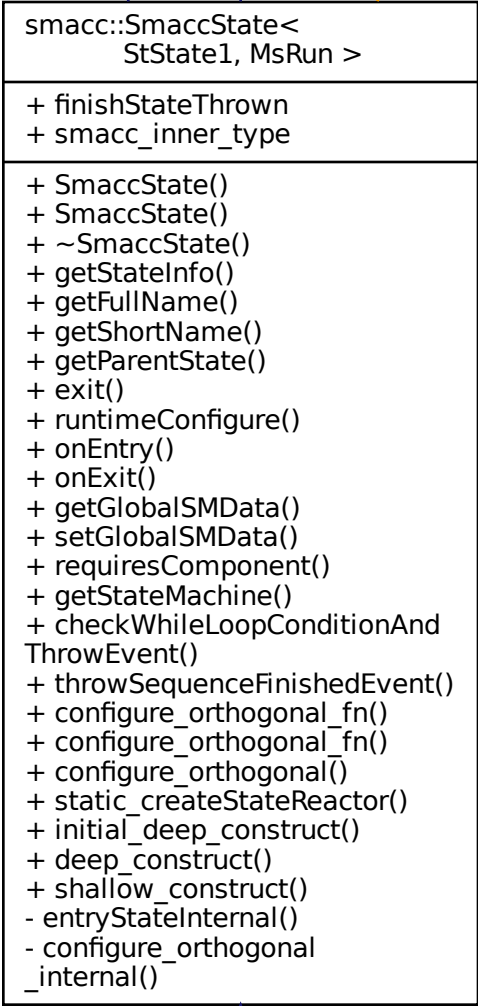 smacc::SmaccState<
StState1, MsRun >
+ finishStateThrown
+ smacc_inner_type
+ SmaccState()
+ SmaccState()
+ ~SmaccState()
+ getStateInfo()
+ getFullName()
+ getShortName()
+ getParentState()
+ exit()
+ runtimeConfigure()
+ onEntry()
+ onExit()
+ getGlobalSMData()
+ setGlobalSMData()
+ requiresComponent()
+ getStateMachine()
+ checkWhileLoopConditionAnd
ThrowEvent()
+ throwSequenceFinishedEvent()
+ configure_orthogonal_fn()
+ configure_orthogonal_fn()
+ configure_orthogonal()
+ static_createStateReactor()
+ initial_deep_construct()
+ deep_construct()
+ shallow_construct()
- entryStateInternal()
- configure_orthogonal
_internal()